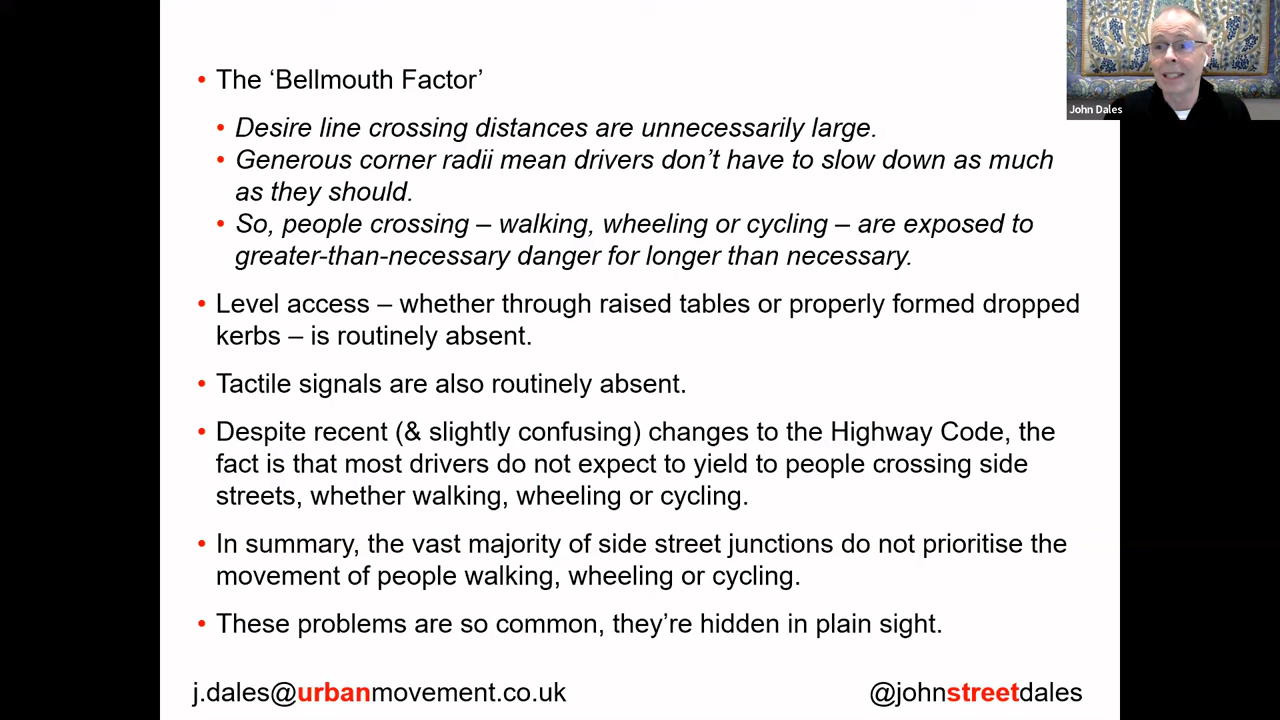 John Dales
• The ‘Bellmouth Factor’
• Desire line crossing distances are unnecessarily large.
• Generous corner radii mean drivers don’t have to slow down as much
as they should.
• So, people crossing – walking, wheeling or cycling – are exposed to
greater-than-necessary danger for longer than necessary.
• Level access – whether through raised tables or properly formed dropped
kerbs – is routinely absent.
• Tactile signals are also routinely absent.
• Despite recent (& slightly confusing) changes to the Highway Code, the
fact is that most drivers do not expect to yield to people crossing side
streets, whether walking, wheeling or cycling.
• In summary, the vast majority of side street junctions do not prioritise the
movement of people walking, wheeling or cycling.
• These problems are so common, they’re hidden in plain sight.
j.dales@urbanmovement.co.uk
@johnstreetdales